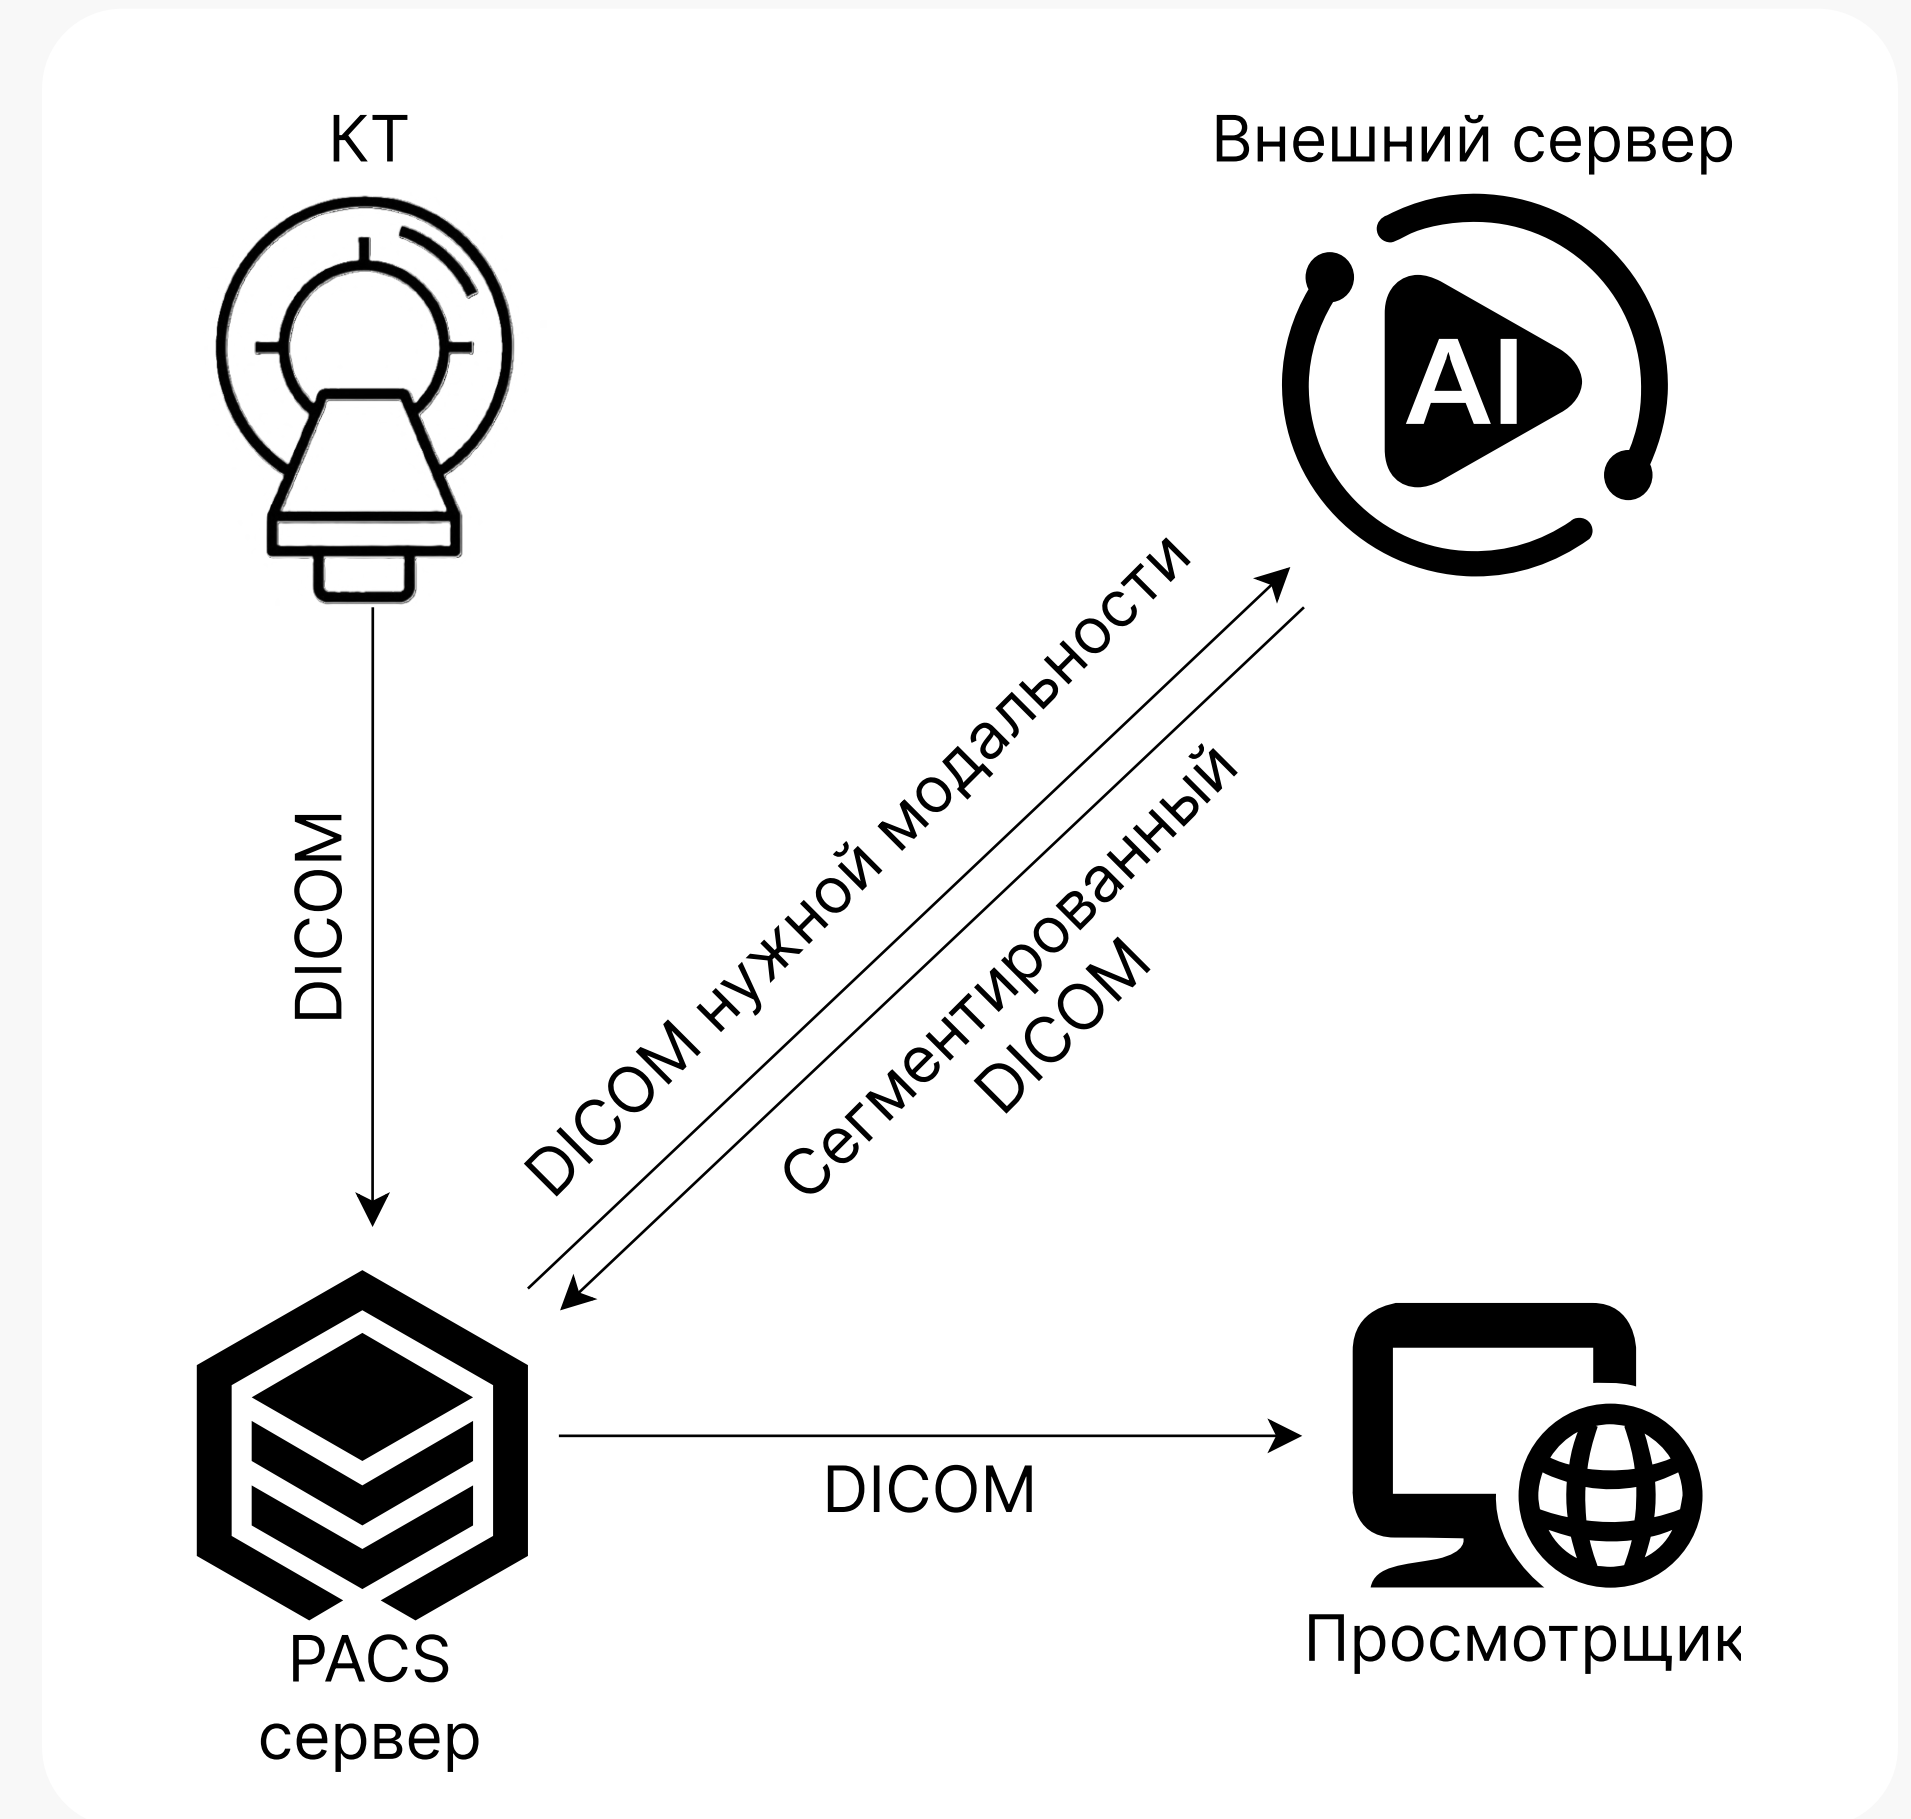 КТ
Внешний сервер
AI
DICOM
DICOM нужной модальности
Сегментированный
DICOM
DICOM
PACS
сервер
Просмотрщик